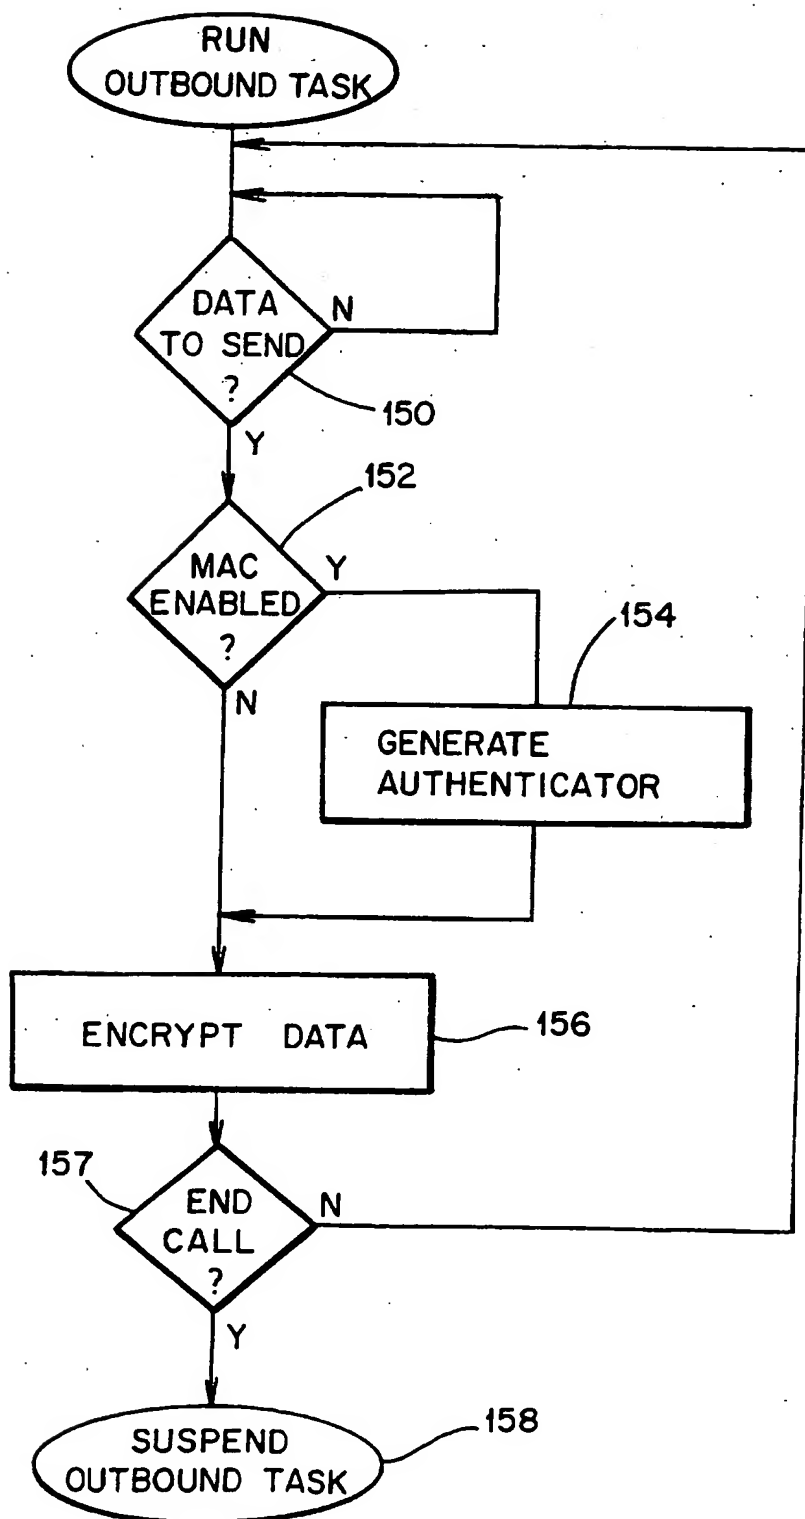 RUN
OUTBOUND TASK
DATA
TO SEND
?
N
150
Y
152
MAC
ENABLED
?
Y
154
N
GENERATE
AUTHENTICATOR
ENCRYPT DATA
156
157
END
CALL
?
N
Y
158
SUSPEND
OUTBOUND TASK